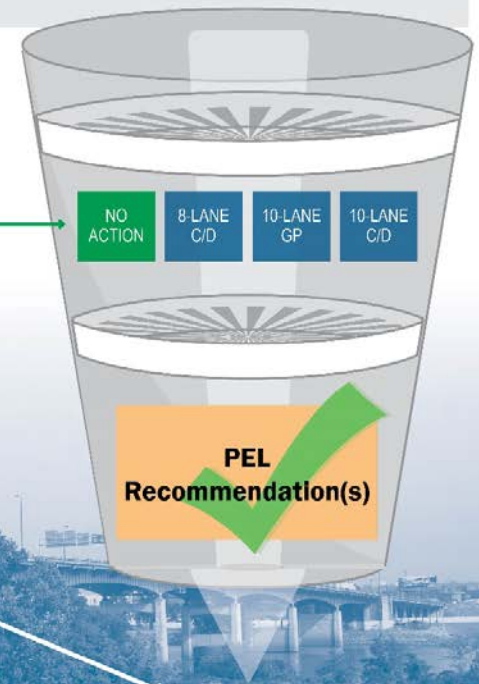 NO
ACTION
8-LANE
C/D
10-LANE
GP
10-LANE
C/D
PEL
Recommendation(s)